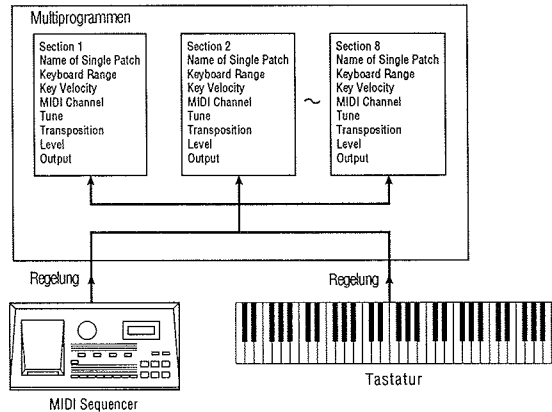 Multiprogrammen
Section 1
Name of Single Patch
Keyboard Range
Key Velocity
MIDI Channel
Tune
Transposition
Level
Output
Section 2
Name of Single Patch
Keyboard Range
Key Velocity
MIDI Channel
Tune
Transposition
Level
Output
~
Section 8
Name of Single Patch
Keyboard Range
Key Velocity
MIDI Channel
Tune
Transposition
Level
Output
Regelung
Regelung
MIDI Sequencer
Tastatur